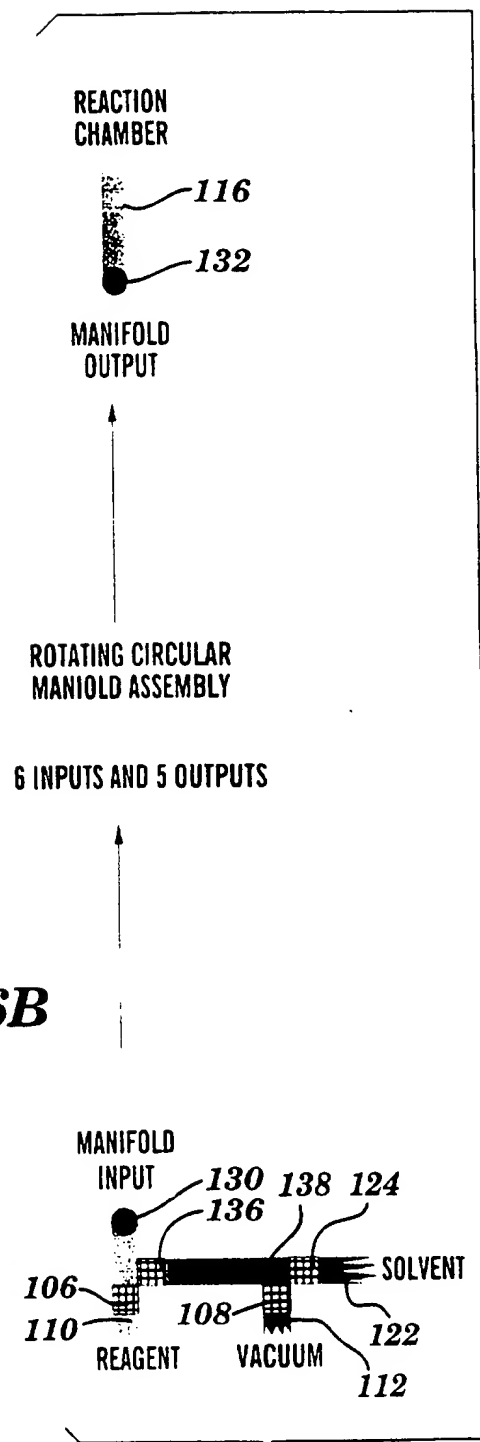 REACTION
CHAMBER
116
132
MANIFOLD
OUTPUT
ROTATING CIRCULAR
MANIOLD ASSEMBLY
6 INPUTS AND 5 OUTPUTS
6B
MANIFOLD
INPUT
130
138
124
136
SOLVENT
106
108
122
110
REAGENT
VACUUM
112